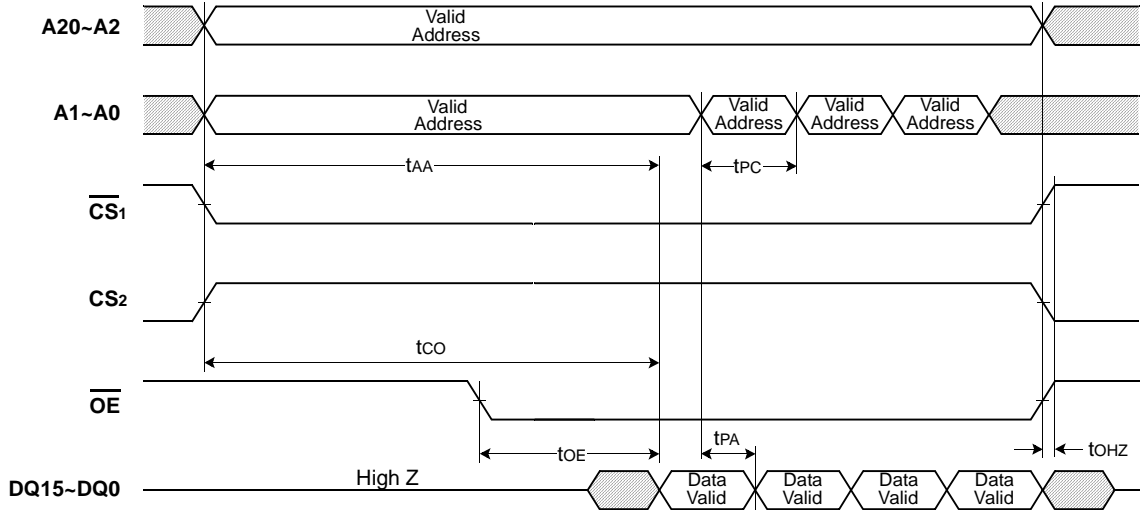 A20~A2
Valid
Address
A1~A0
Valid
Address
Valid
Address
Valid
Address
Valid
Address
tAA
tPC
CS1
CS2
tCO
OE
tOE
tPA
tOHZ
DQ15~DQ0
High Z
Data
Valid
Data
Valid
Data
Valid
Data
Valid